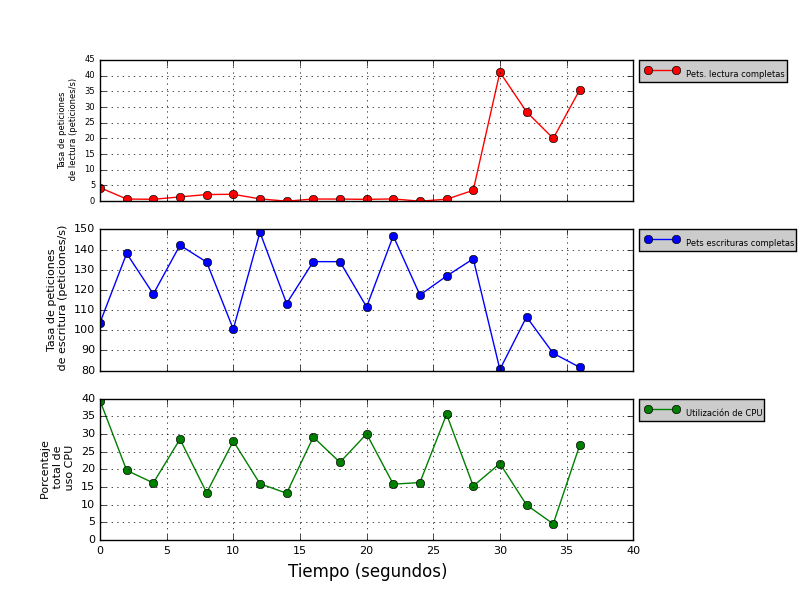 45
40
35
30
25
20
15
10
5
0
Tasa de peticiones
de lectura (peticiones/s)
Pets. lectura completas
150
140
130
120
110
100
90
80
Tasa de peticiones
de escritura (peticiones/s)
Pets escrituras completas
40
35
30
25
20
15
10
5
0
Porcentaje
total de
uso CPU
Utilización de CPU
0 5 10 15 20 25 30 35 40
Tiempo (segundos)